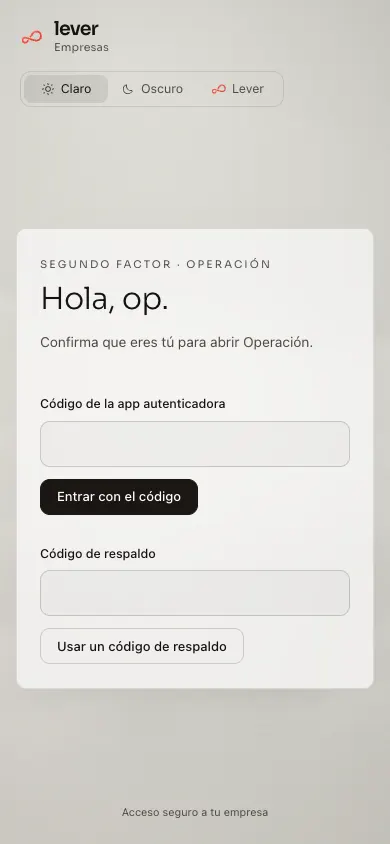 lever
Empresas
Claro Oscuro Lever
SEGUNDO FACTOR · OPERACIÓN
Hola, op.
Confirma que eres tú para abrir Operación.
Código de la app autenticadora
Entrar con el código
Código de respaldo
Usar un código de respaldo
Acceso seguro a tu empresa